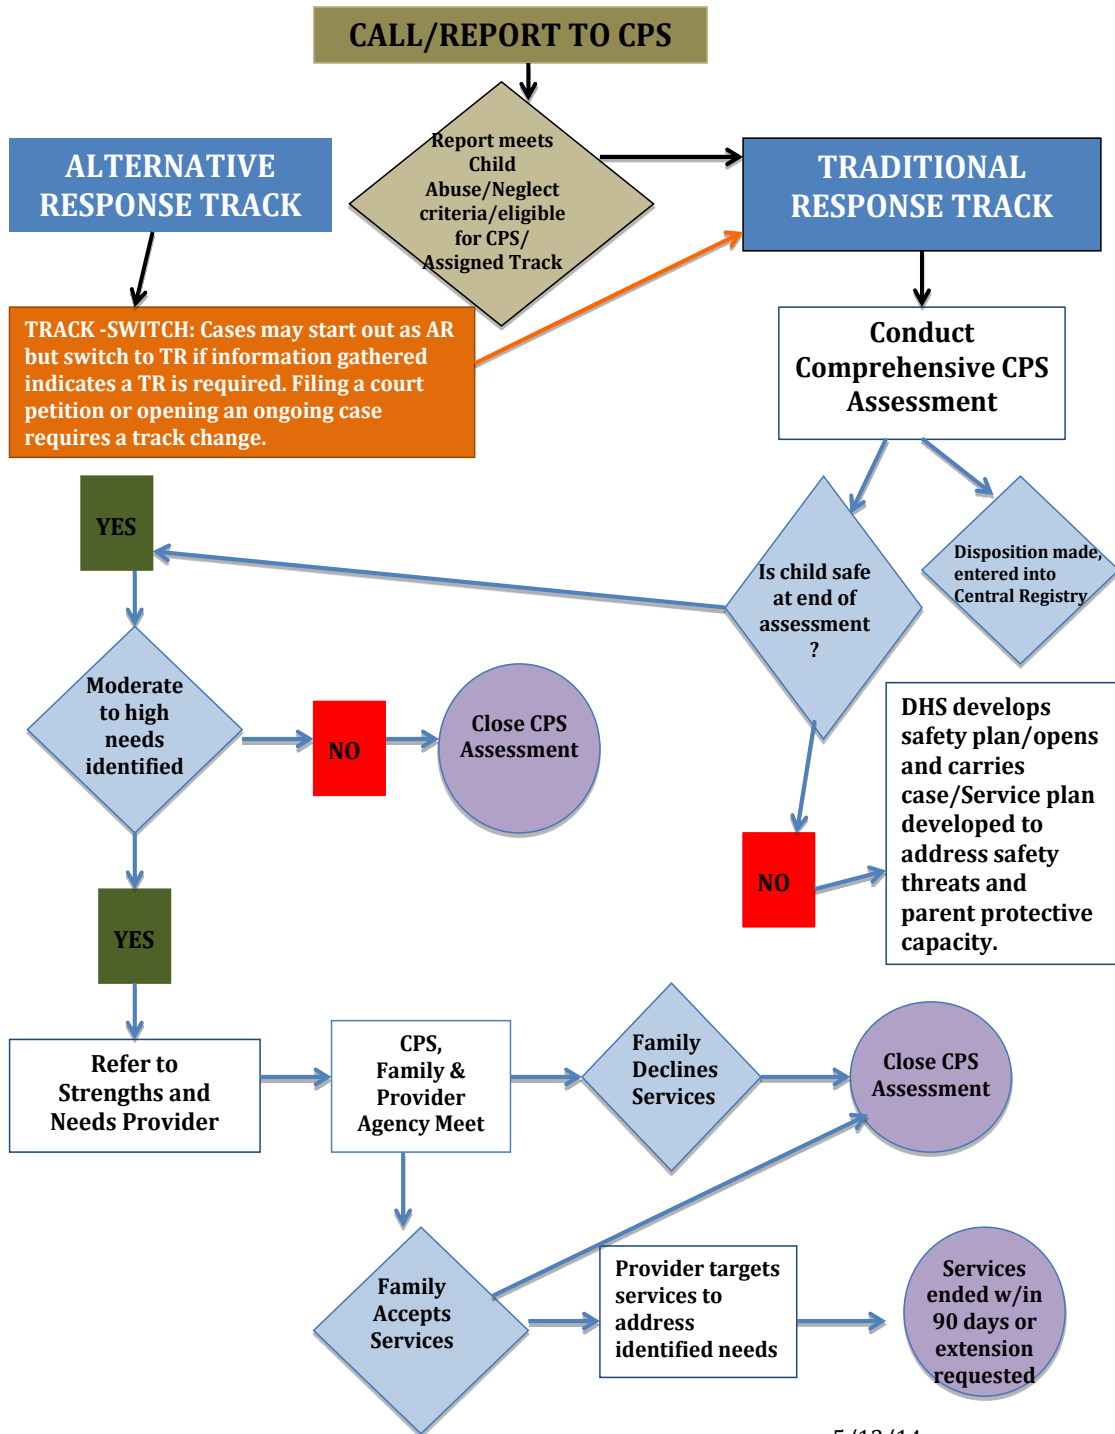 CALL/REPORT TO CPS
Report meets
Child
Abuse/Neglect
criteria/eligible
for CPS/
Assigned Track
ALTERNATIVE
RESPONSE TRACK
TRADITIONAL
RESPONSE TRACK
TRACK -SWITCH: Cases may start out as AR
but switch to TR if information gathered
indicates a TR is required. Filing a court
petition or opening an ongoing case
requires a track change.
Conduct
Comprehensive CPS
Assessment
YES
Is child safe
at end of
assessment
?
Disposition made,
entered into
Central Registry
Moderate
to high
needs
identified
NO
Close CPS
Assessment
NO
DHS develops
safety plan/opens
and carries
case/Service plan
developed to
address safety
threats and
parent protective
capacity.
YES
Refer to
Strengths and
Needs Provider
CPS,
Family &
Provider
Agency Meet
Family
Declines
Services
Close CPS
Assessment
Family
Accepts
Services
Provider targets
services to
address
identified needs
Services
ended w/in
90 days or
extension
requested